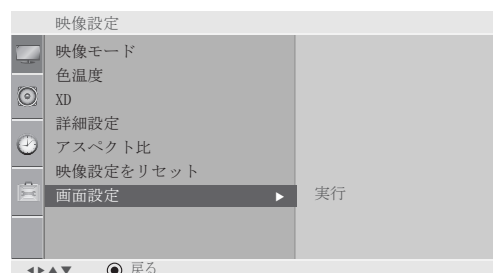 映像設定
映像モード
色温度
XD
詳細設定
アスペクト比
映像設定をリセット
画面設定 ▶ 実行
◀▶▲▼ ◉ 戻る